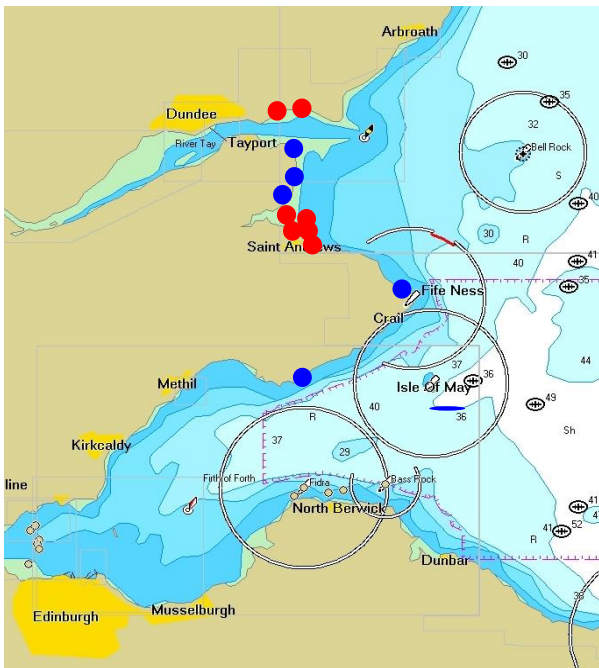 Arbroath
30
35
Dundee
32
Tayport
River Tay
Bell Rock
S
40
30
R
Saint Andrews
41
40
35
Fife Ness
Crail
37
44
Methil
Isle Of May
36
49
40
36
R
Sh
Kirkcaldy
37
29
line
Firth of Forth
Fidra
Bass Rock
41
North Berwick
4
41
52
R
Dunbar
38
Musselburgh
Edinburgh